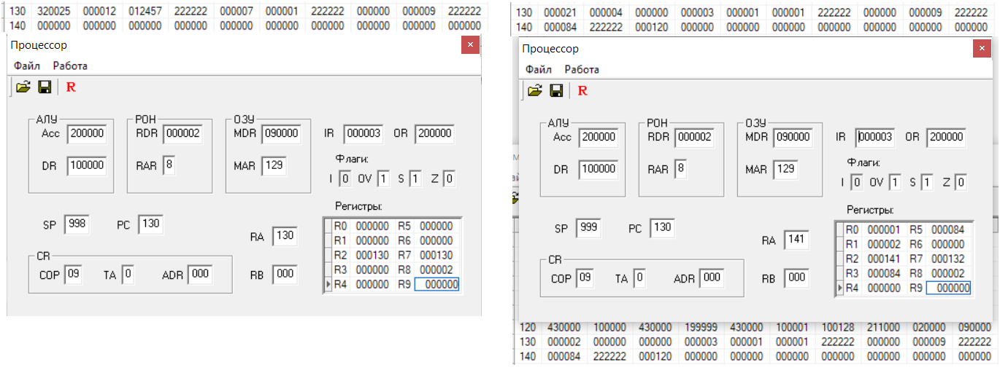 130 320025 000012 012457 222222 000007 000001 222222 000000 000009 222222
140 000000 000000 000000 000000 000000 000000 000000 000000 000000 000000
Процессор
Файл Работа
R
АЛУ РОН ОЗУ
Acc 200000 RDR 000002 MDR 090000 IR 000003 OR 200000
DR 100000 RAR 8 MAR 129
Флаги:
I 0 OV 1 S 1 Z 0
Регистры:
SP 998 PC 130 RA 130
R0 000000 R5 000000
R1 000000 R6 000000
R2 000130 R7 000130
R3 000000 R8 000002
R4 000000 R9 000000
CR
COP 09 TA 0 ADR 000 RB 000
130 000021 000004 000000 000003 000001 000001 222222 000000 000009 222222
140 000084 222222 000120 000000 000000 000000 000000 000000 000000 000000
Процессор
Файл Работа
R
АЛУ РОН ОЗУ
Acc 200000 RDR 000002 MDR 090000 IR 000003 OR 200000
DR 100000 RAR 8 MAR 129
Флаги:
I 0 OV 1 S 1 Z 0
Регистры:
SP 999 PC 130 RA 141
R0 000001 R5 000084
R1 000002 R6 000000
R2 000141 R7 000132
R3 000084 R8 000002
R4 000000 R9 000000
CR
COP 09 TA 0 ADR 000 RB 000
120 430000 100000 430000 199999 430000 100001 100128 211000 020000 090000
130 000002 000000 000000 000003 000001 000001 222222 000000 000009 222222
140 000084 222222 000120 000000 000000 000000 000000 000000 000000 000000